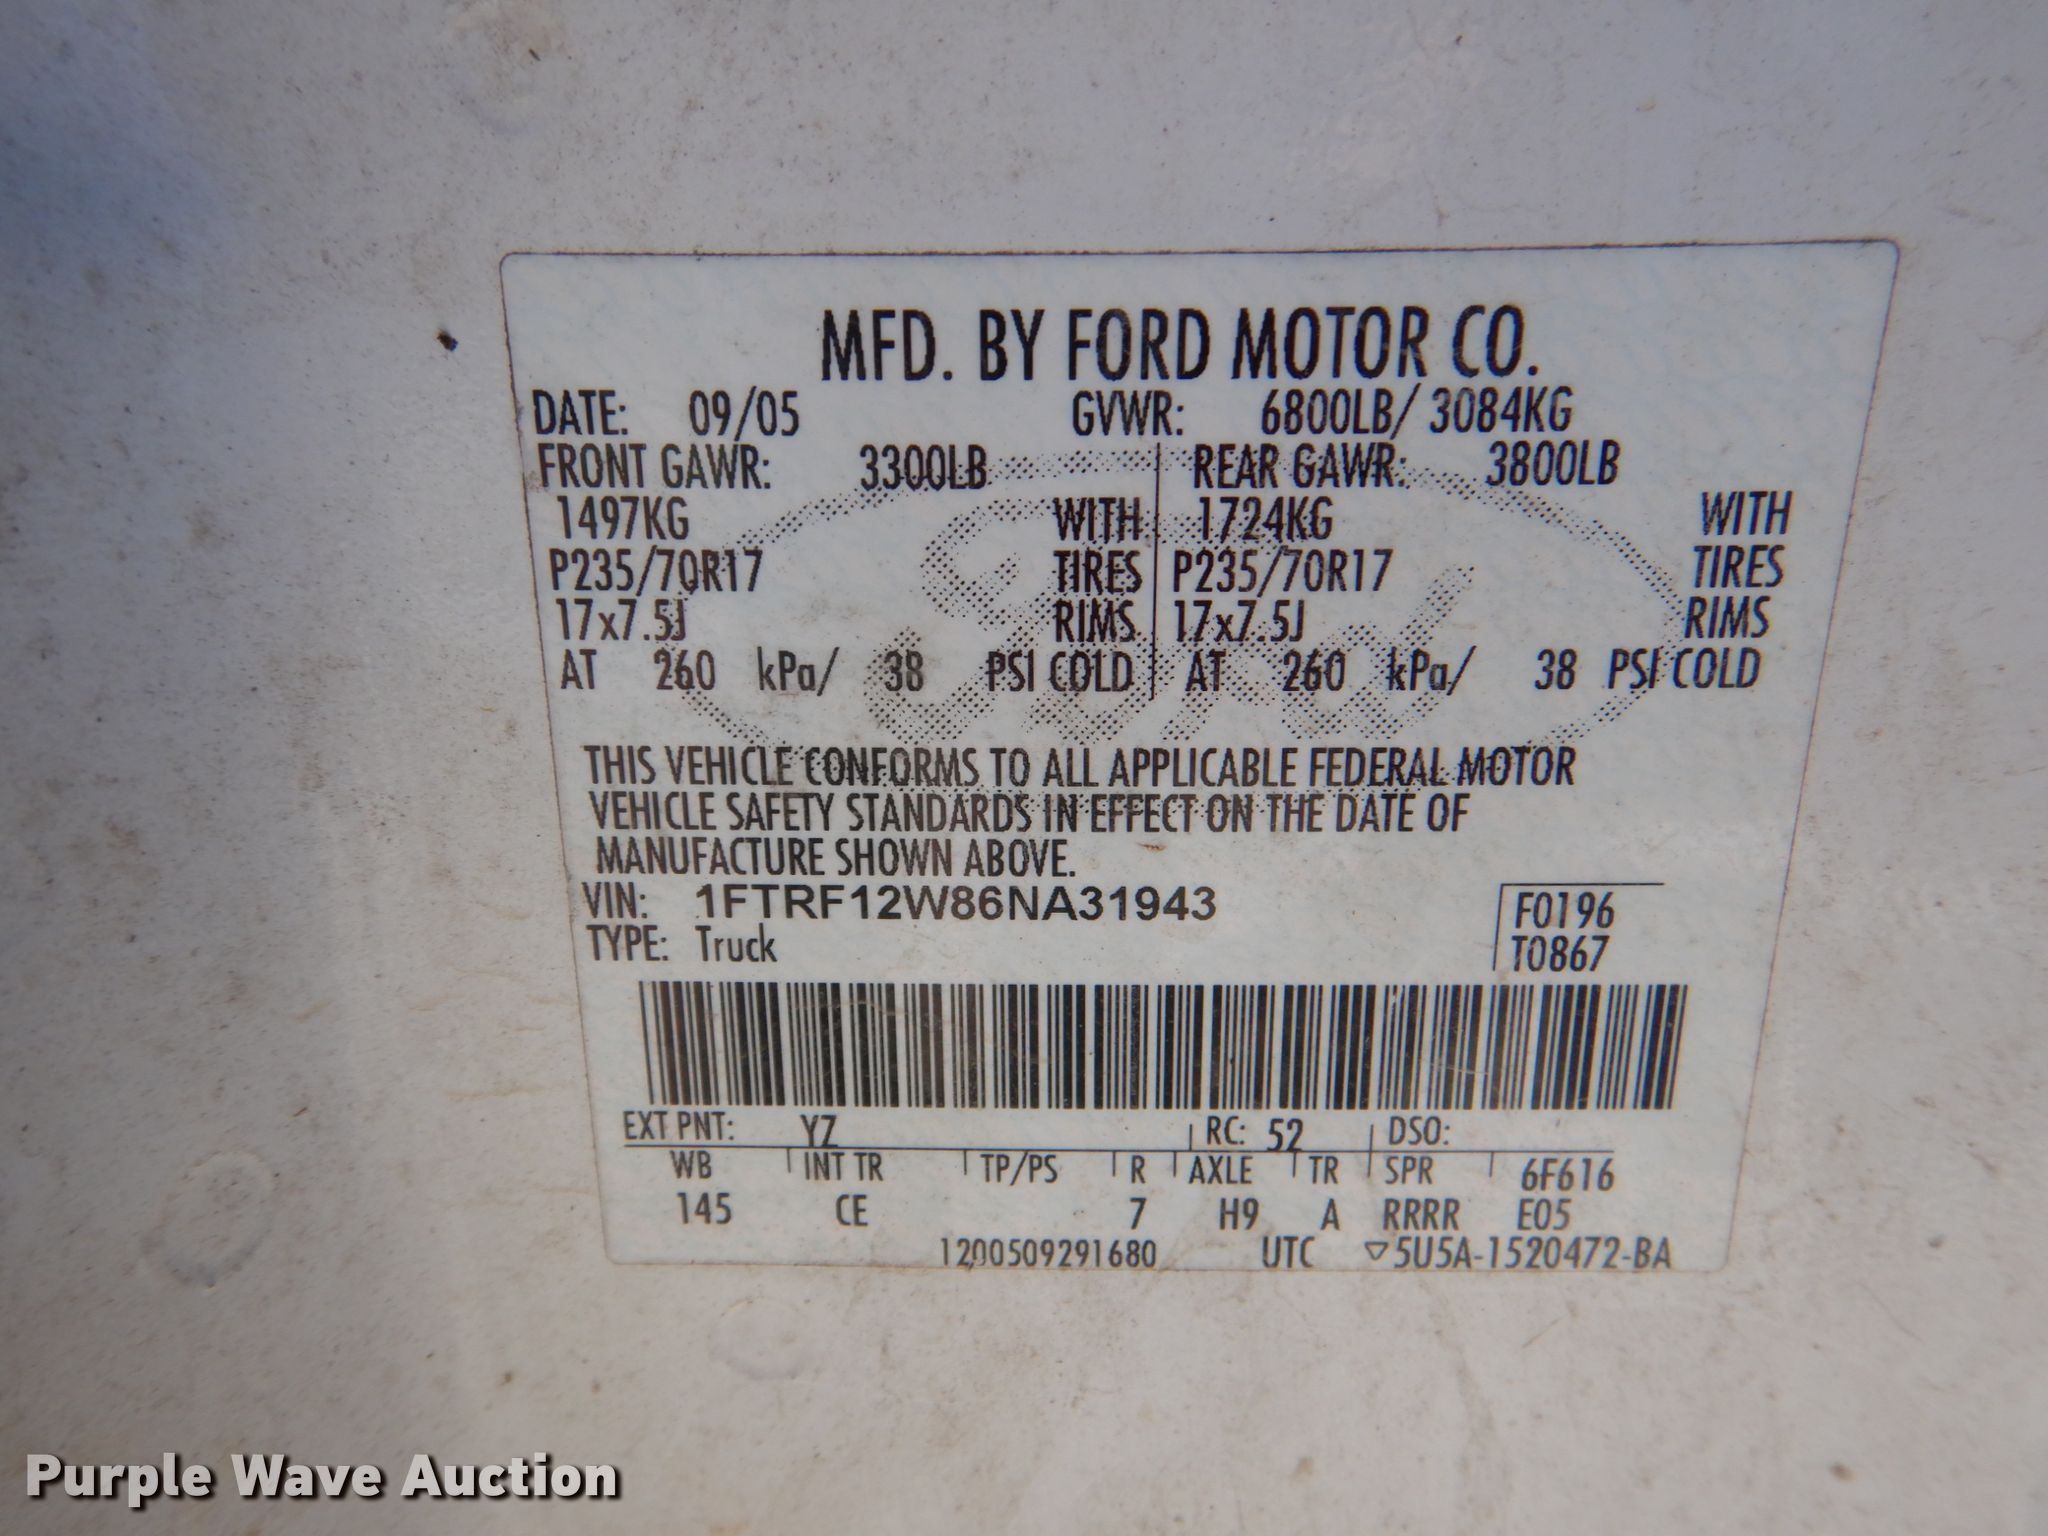 MFD. BY FORD MOTOR CO.
DATE: 09/05 GVWR: 6800LB/ 3084KG
FRONT GAWR: 3300LB REAR GAWR: 3800LB
1497KG WITH 1724KG WITH
P235/70R17 TIRES P235/70R17 TIRES
17x7.5J RIMS 17x7.5J RIMS
AT 260 kPa/ 38 PSI COLD AT 260 kPa/ 38 PSI COLD
Ford
THIS VEHICLE CONFORMS TO ALL APPLICABLE FEDERAL MOTOR
VEHICLE SAFETY STANDARDS IN EFFECT ON THE DATE OF
MANUFACTURE SHOWN ABOVE.
VIN: 1FTRF12W86NA31943 F0196
TYPE: Truck T0867
EXT PNT: YZ RC: 52 DSO:
WB INT TR TP/PS R AXLE TR SPR 6F616
145 CE 7 H9 A RRRR E05
1200509291680 UTC ▽5U5A-1520472-BA
Purple Wave Auction